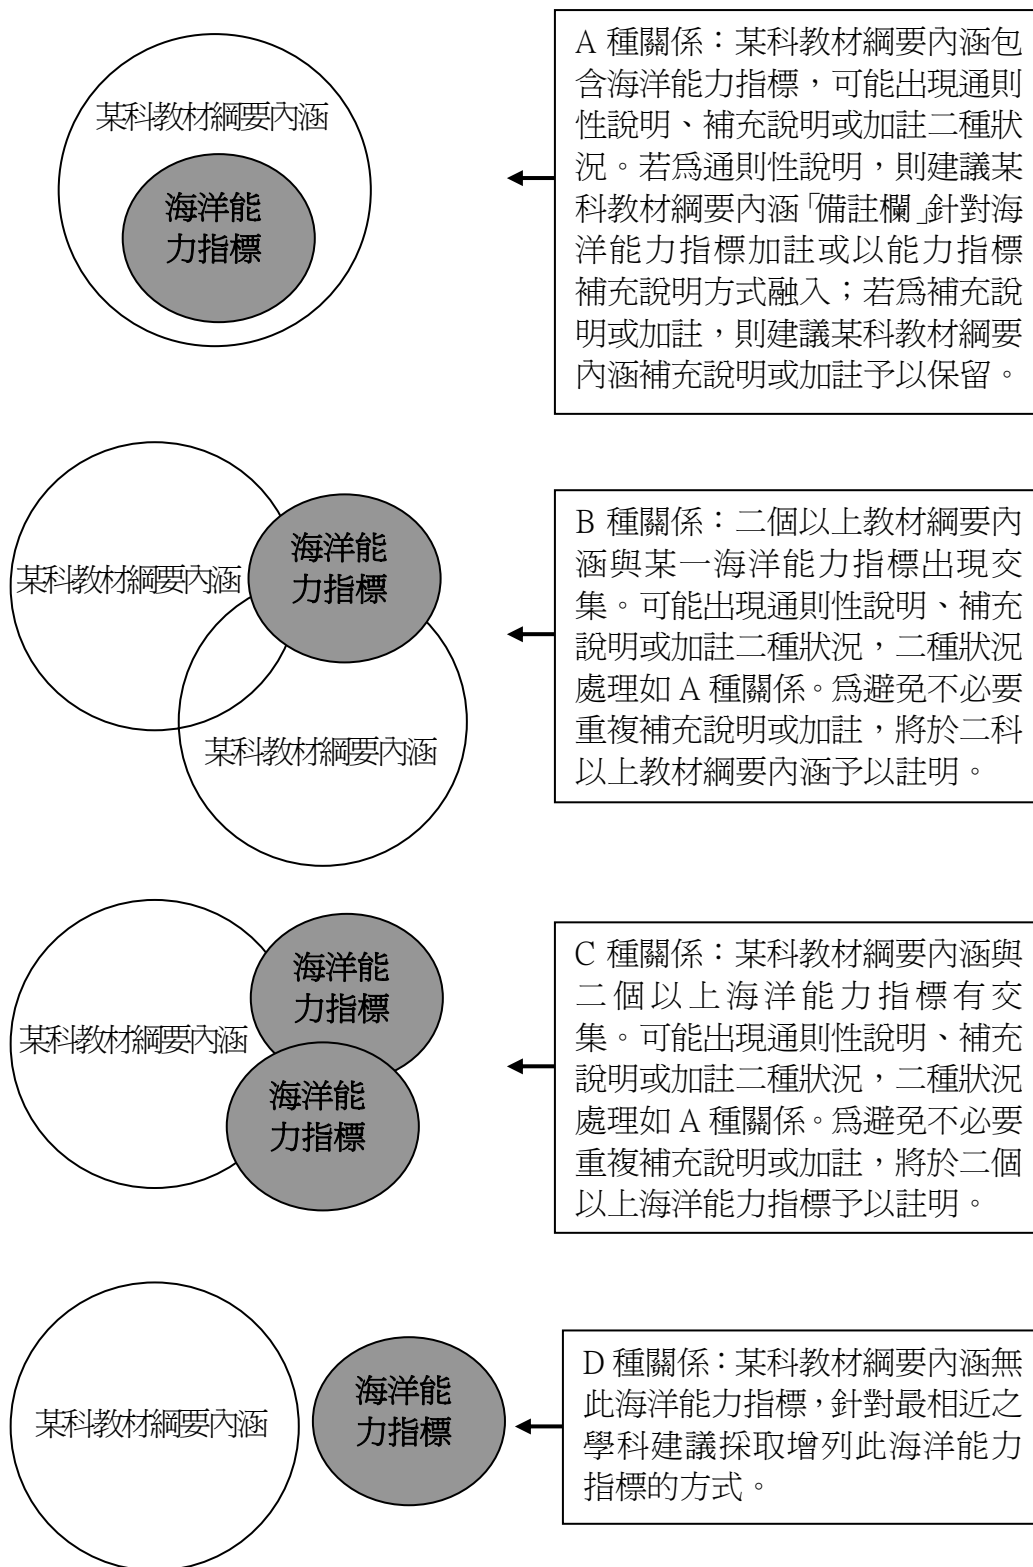 某科教材綱要內涵
海洋能
力指標
A 種關係：某科教材綱要內涵包
含海洋能力指標，可能出現通則
性說明、補充說明或加註二種狀
況。若為通則性說明，則建議某
科教材綱要內涵「備註欄」針對海
洋能力指標加註或以能力指標
補充說明方式融入；若為補充說
明或加註，則建議某科教材綱要
內涵補充說明或加註予以保留。
某科教材綱要內涵
海洋能
力指標
某科教材綱要內涵
B 種關係：二個以上教材綱要內
涵與某一海洋能力指標出現交
集。可能出現通則性說明、補充
說明或加註二種狀況，二種狀況
處理如 A 種關係。為避免不必要
重複補充說明或加註，將於二科
以上教材綱要內涵予以註明。
某科教材綱要內涵
海洋能
力指標
海洋能
力指標
C 種關係：某科教材綱要內涵與
二個以上海洋能力指標有交
集。可能出現通則性說明、補充
說明或加註二種狀況，二種狀況
處理如 A 種關係。為避免不必要
重複補充說明或加註，將於二個
以上海洋能力指標予以註明。
某科教材綱要內涵
海洋能
力指標
D 種關係：某科教材綱要內涵無
此海洋能力指標，針對最相近之
學科建議採取增列此海洋能力
指標的方式。